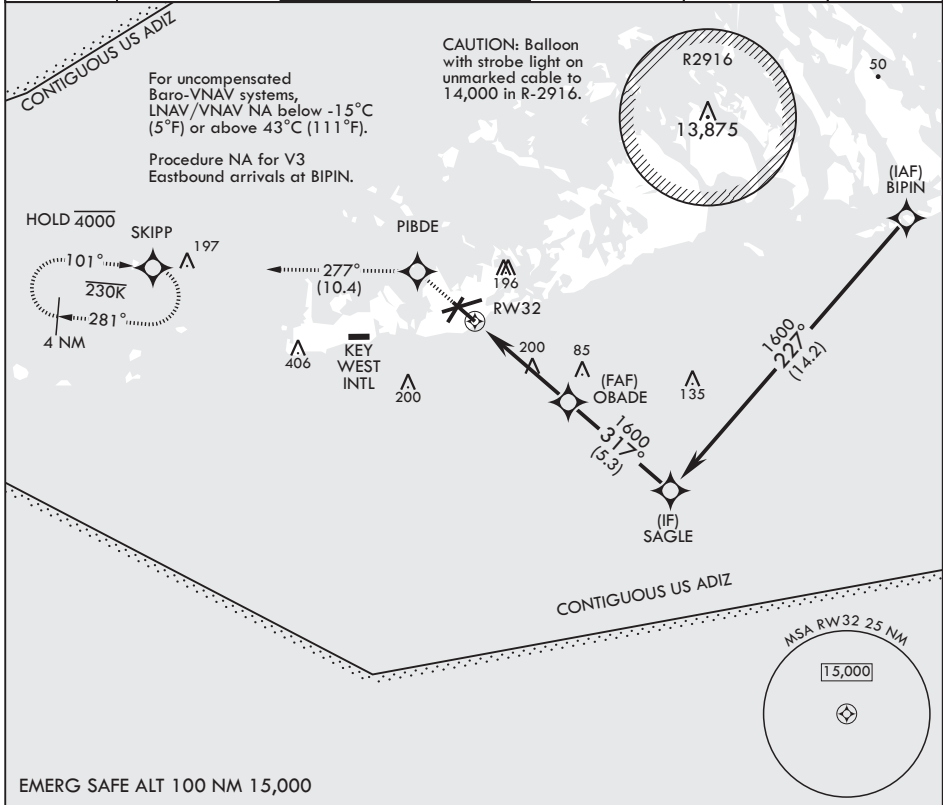 CONTIGUOUS US ADIZ
For uncompensated
Baro-VNAV systems,
LNAV/VNAV NA below -15°C
(5°F) or above 43°C (111°F).
Procedure NA for V3
Eastbound arrivals at BIPIN.
CAUTION: Balloon
with strobe light on
unmarked cable to
14,000 in R-2916.
R2916
13,875
50
(IAF)
BIPIN
HOLD 4000
SKIPP
197
101°
230K
281°
4 NM
PIBDE
277°
(10.4)
196
RW32
406
KEY
WEST
INTL
200
200
85
(FAF)
OBADE
135
1600
227°
(14.2)
1600
317°
(5.3)
(IF)
SAGLE
CONTIGUOUS US ADIZ
MSA RW32 25 NM
15,000
EMERG SAFE ALT 100 NM 15,000